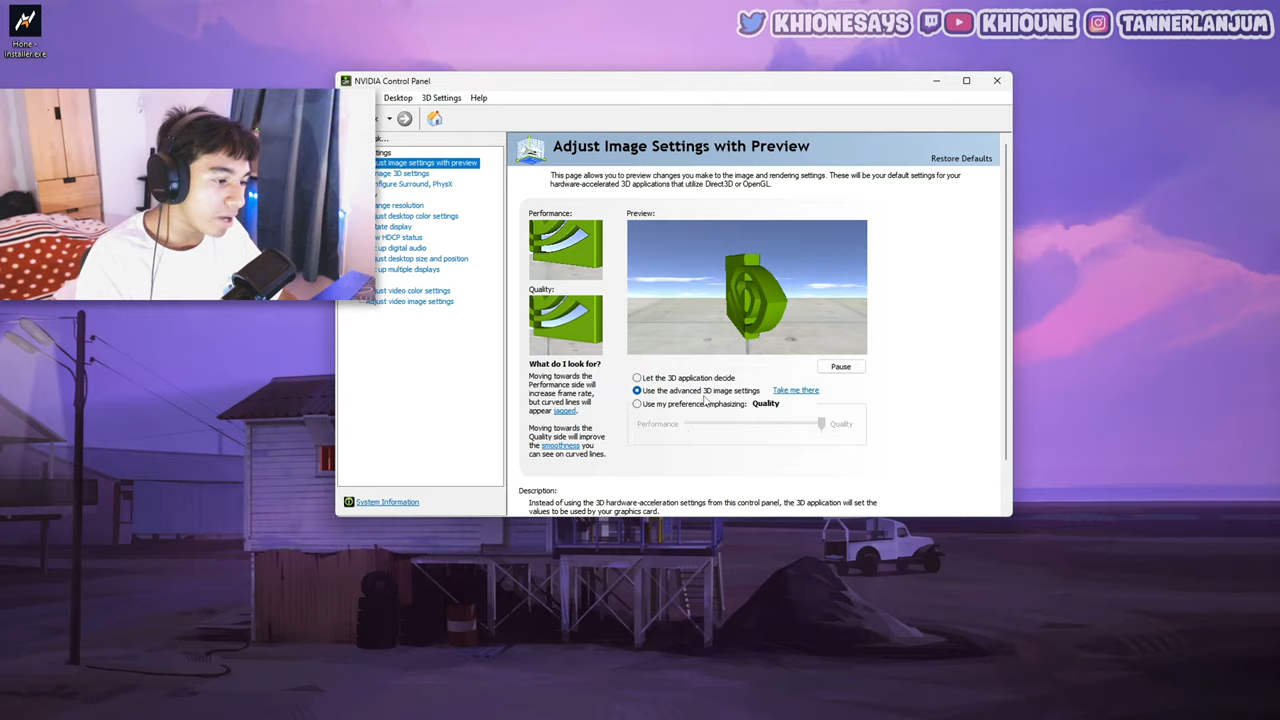 Hone -
Installer.exe
KHIONESAYS
KHIOUNE
TANNERLANJUM
NVIDIA Control Panel
Desktop
3D Settings
Help
Adjust Image Settings with Preview
Restore Defaults
This page allows you to preview changes you make to the image and rendering settings. These will be your default settings for
your hardware-accelerated 3D applications that utilize Direct3D or OpenGL.
ttings
just image settings with preview
nage 3D settings
figure Surround, PhysX
ange resolution
just desktop color settings
tate display
w HDCP status
t up digital audio
just desktop size and position
t up multiple displays
just video color settings
Adjust video image settings
System Information
Performance:
Quality:
What do I look for?
Moving towards the
Performance side will
increase frame rate,
but curved lines will
appear jagged.
Moving towards the
Quality side will improve
the smoothness you
can see on curved lines.
Preview:
Pause
Let the 3D application decide
Use the advanced 3D image settings
Take me there
Use my preference emphasizing:
Quality
Performance
Quality
Description:
Instead of using the 3D hardware-acceleration settings from this control panel, the 3D application will set the
values to be used by your graphics card.